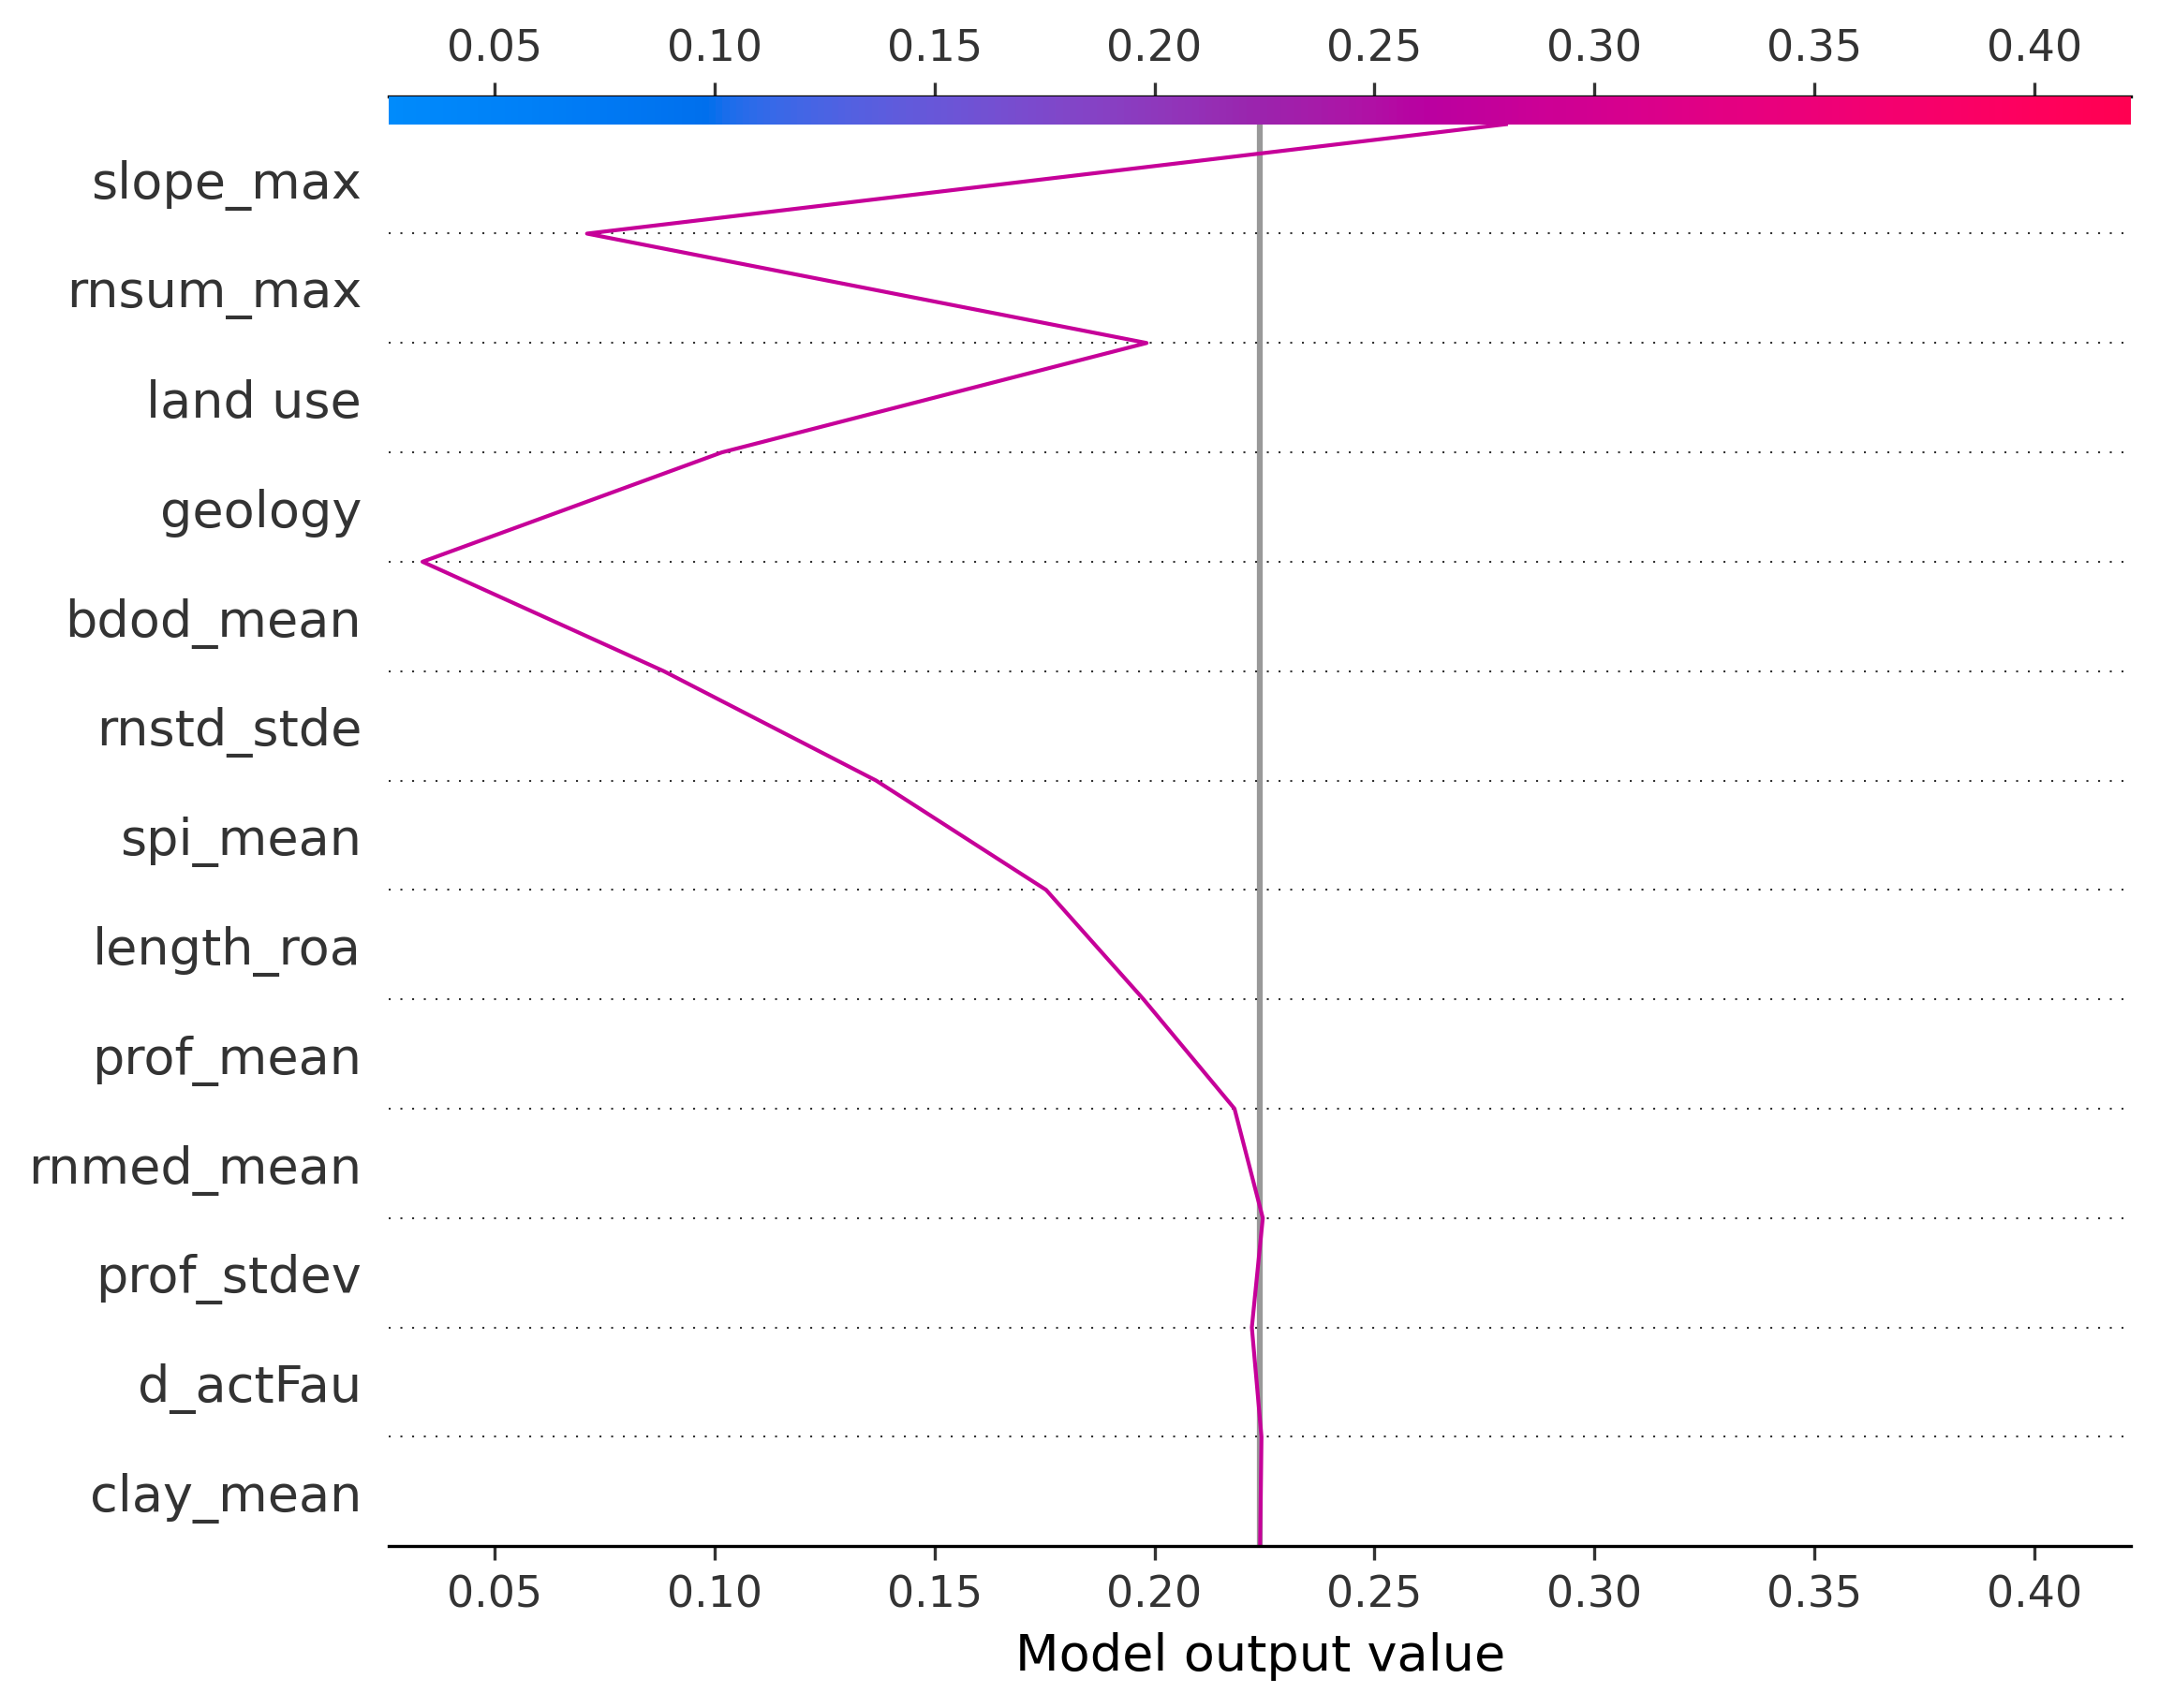 0.05 0.10 0.15 0.20 0.25 0.30 0.35 0.40
slope_max
rnsum_max
land use
geology
bdod_mean
rnstd_stde
spi_mean
length_roa
prof_mean
rnmed_mean
prof_stdev
d_actFau
clay_mean
0.05 0.10 0.15 0.20 0.25 0.30 0.35 0.40
Model output value